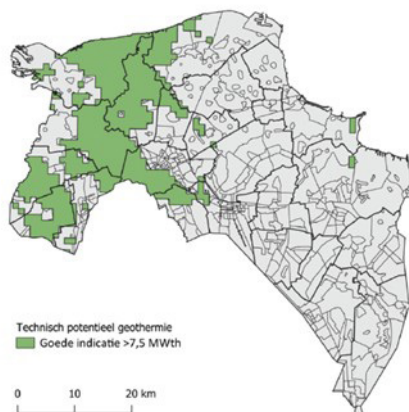 Technisch potentieel geothermie
Goede indicatie >7,5 MWth
0 10 20 km